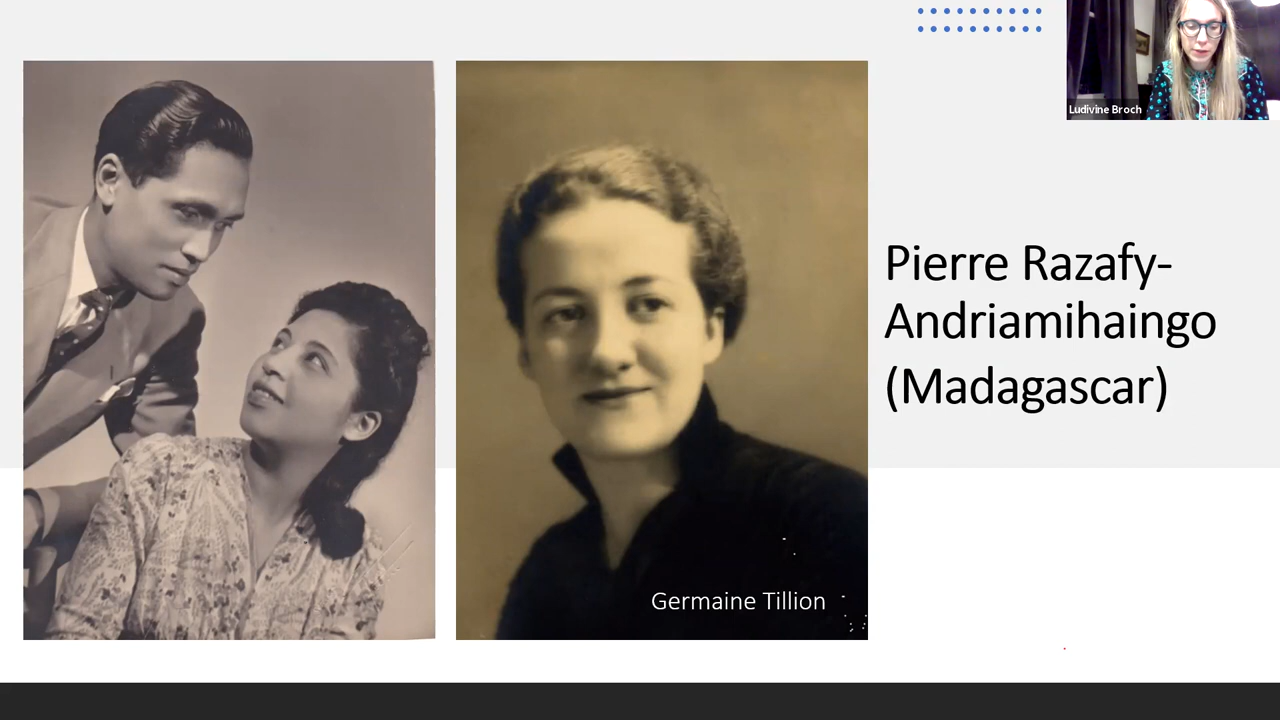 Ludivine Broch
Pierre Razafy-
Andriamihaingo
(Madagascar)
Germaine Tillion